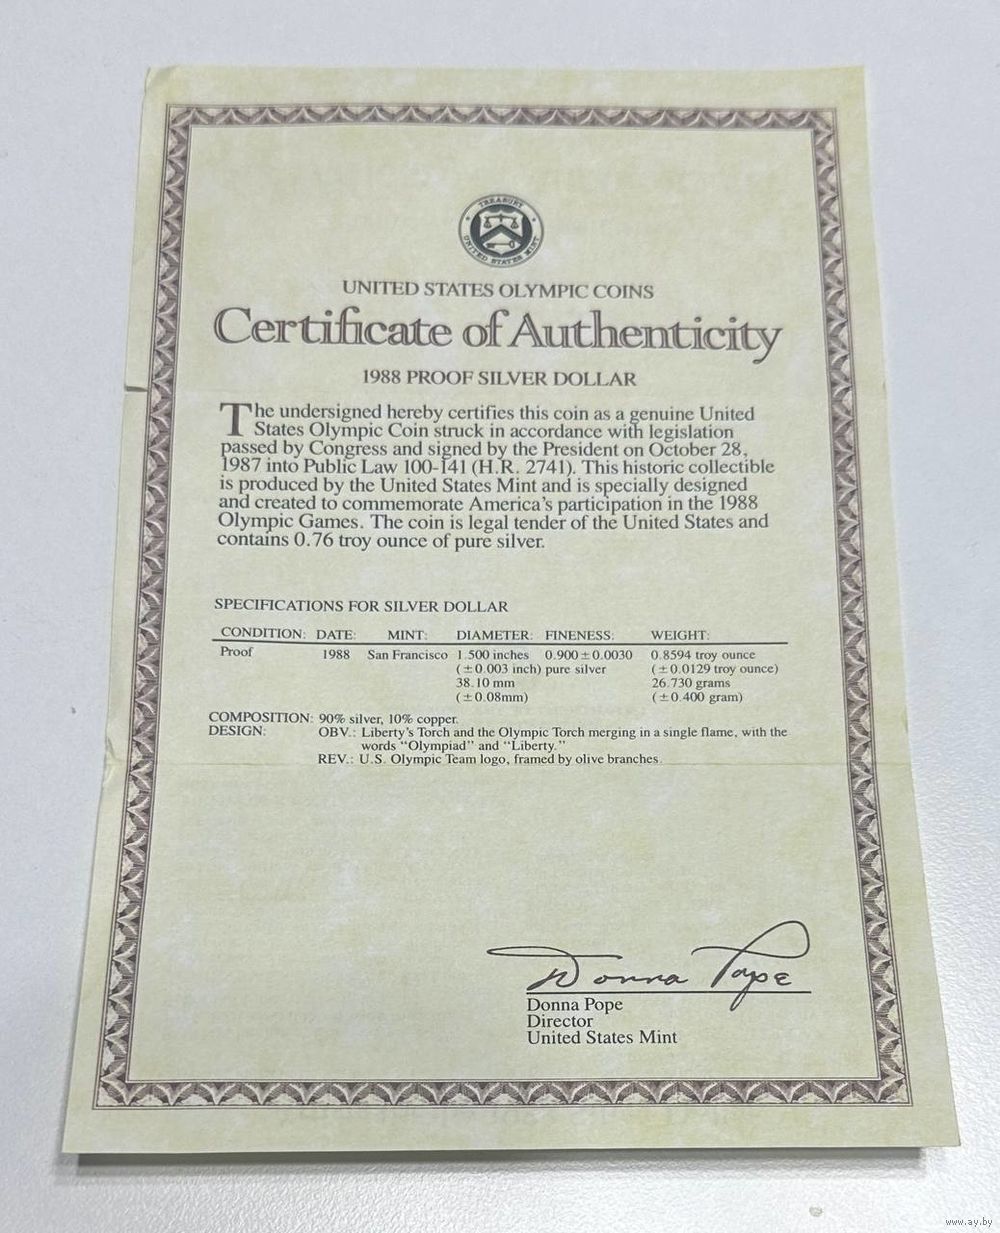 TREASURY
UNITED STATES MINT
UNITED STATES OLYMPIC COINS
Certificate of Authenticity
1988 PROOF SILVER DOLLAR
The undersigned hereby certifies this coin as a genuine United
States Olympic Coin struck in accordance with legislation
passed by Congress and signed by the President on October 28,
1987 into Public Law 100-141 (H.R. 2741). This historic collectible
is produced by the United States Mint and is specially designed
and created to commemorate America's participation in the 1988
Olympic Games. The coin is legal tender of the United States and
contains 0.76 troy ounce of pure silver.
SPECIFICATIONS FOR SILVER DOLLAR
CONDITION: DATE: MINT: DIAMETER: FINENESS: WEIGHT:
Proof 1988 San Francisco 1.500 inches 0.900 ± 0.0030 0.8594 troy ounce
(± 0.003 inch) pure silver (± 0.0129 troy ounce)
38.10 mm 26.730 grams
(± 0.08mm) (± 0.400 gram)
COMPOSITION: 90% silver, 10% copper.
DESIGN: OBV.: Liberty's Torch and the Olympic Torch merging in a single flame, with the
words "Olympiad" and "Liberty."
REV.: U.S. Olympic Team logo, framed by olive branches.
Donna Pope
Donna Pope
Director
United States Mint
www.ay.by